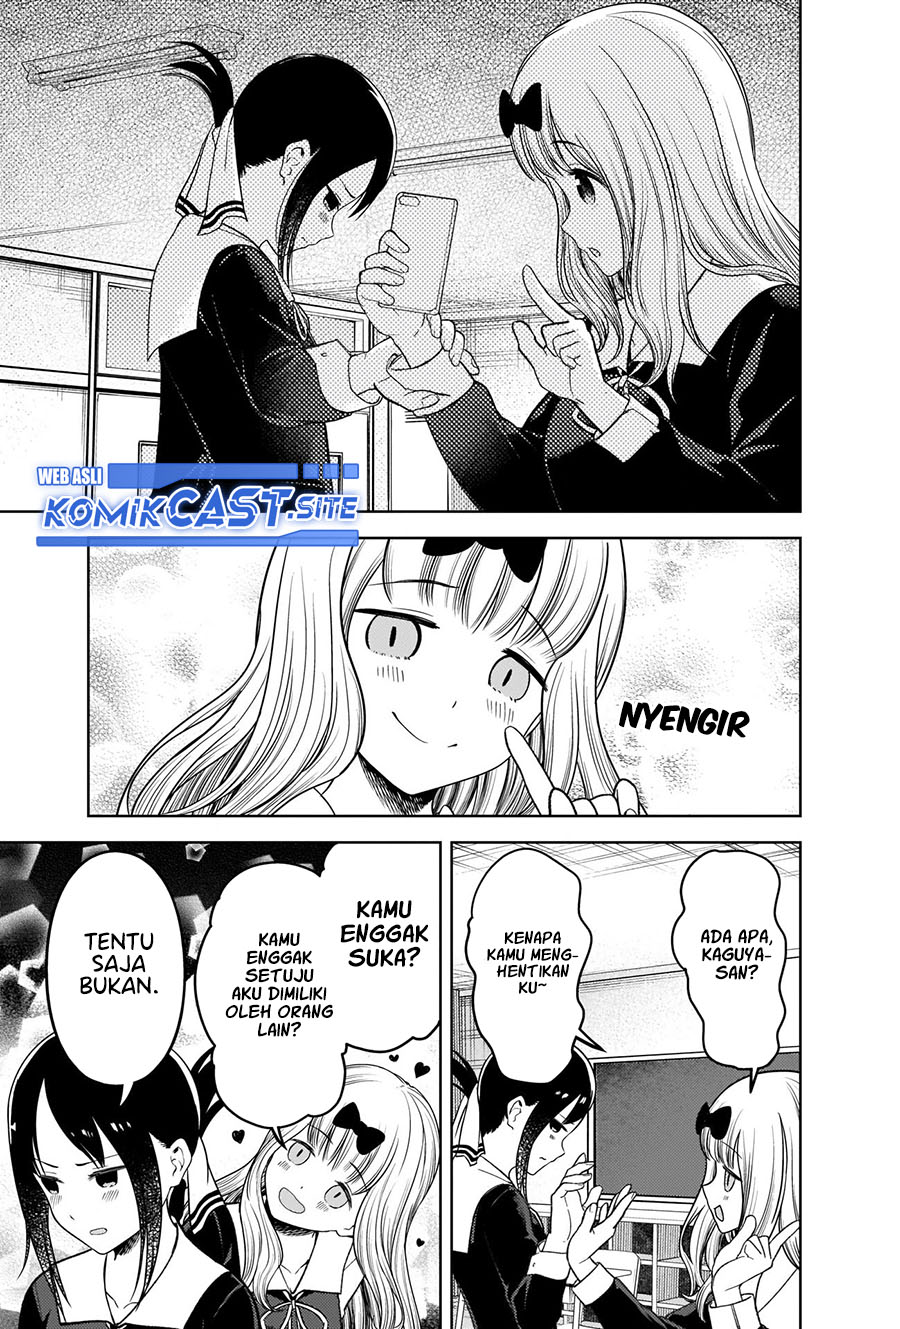 WEB ASLI
KOMIKCAST.SITE
NYENGIR
ADA APA,
KAGUYA-
SAN?
KENAPA
KAMU MENG-
HENTIKAN
KU~
KAMU
ENGGAK
SUKA?
KAMU
ENGGAK
SETUJU
AKU DIMILIKI
OLEH ORANG
LAIN?
TENTU
SAJA
BUKAN.